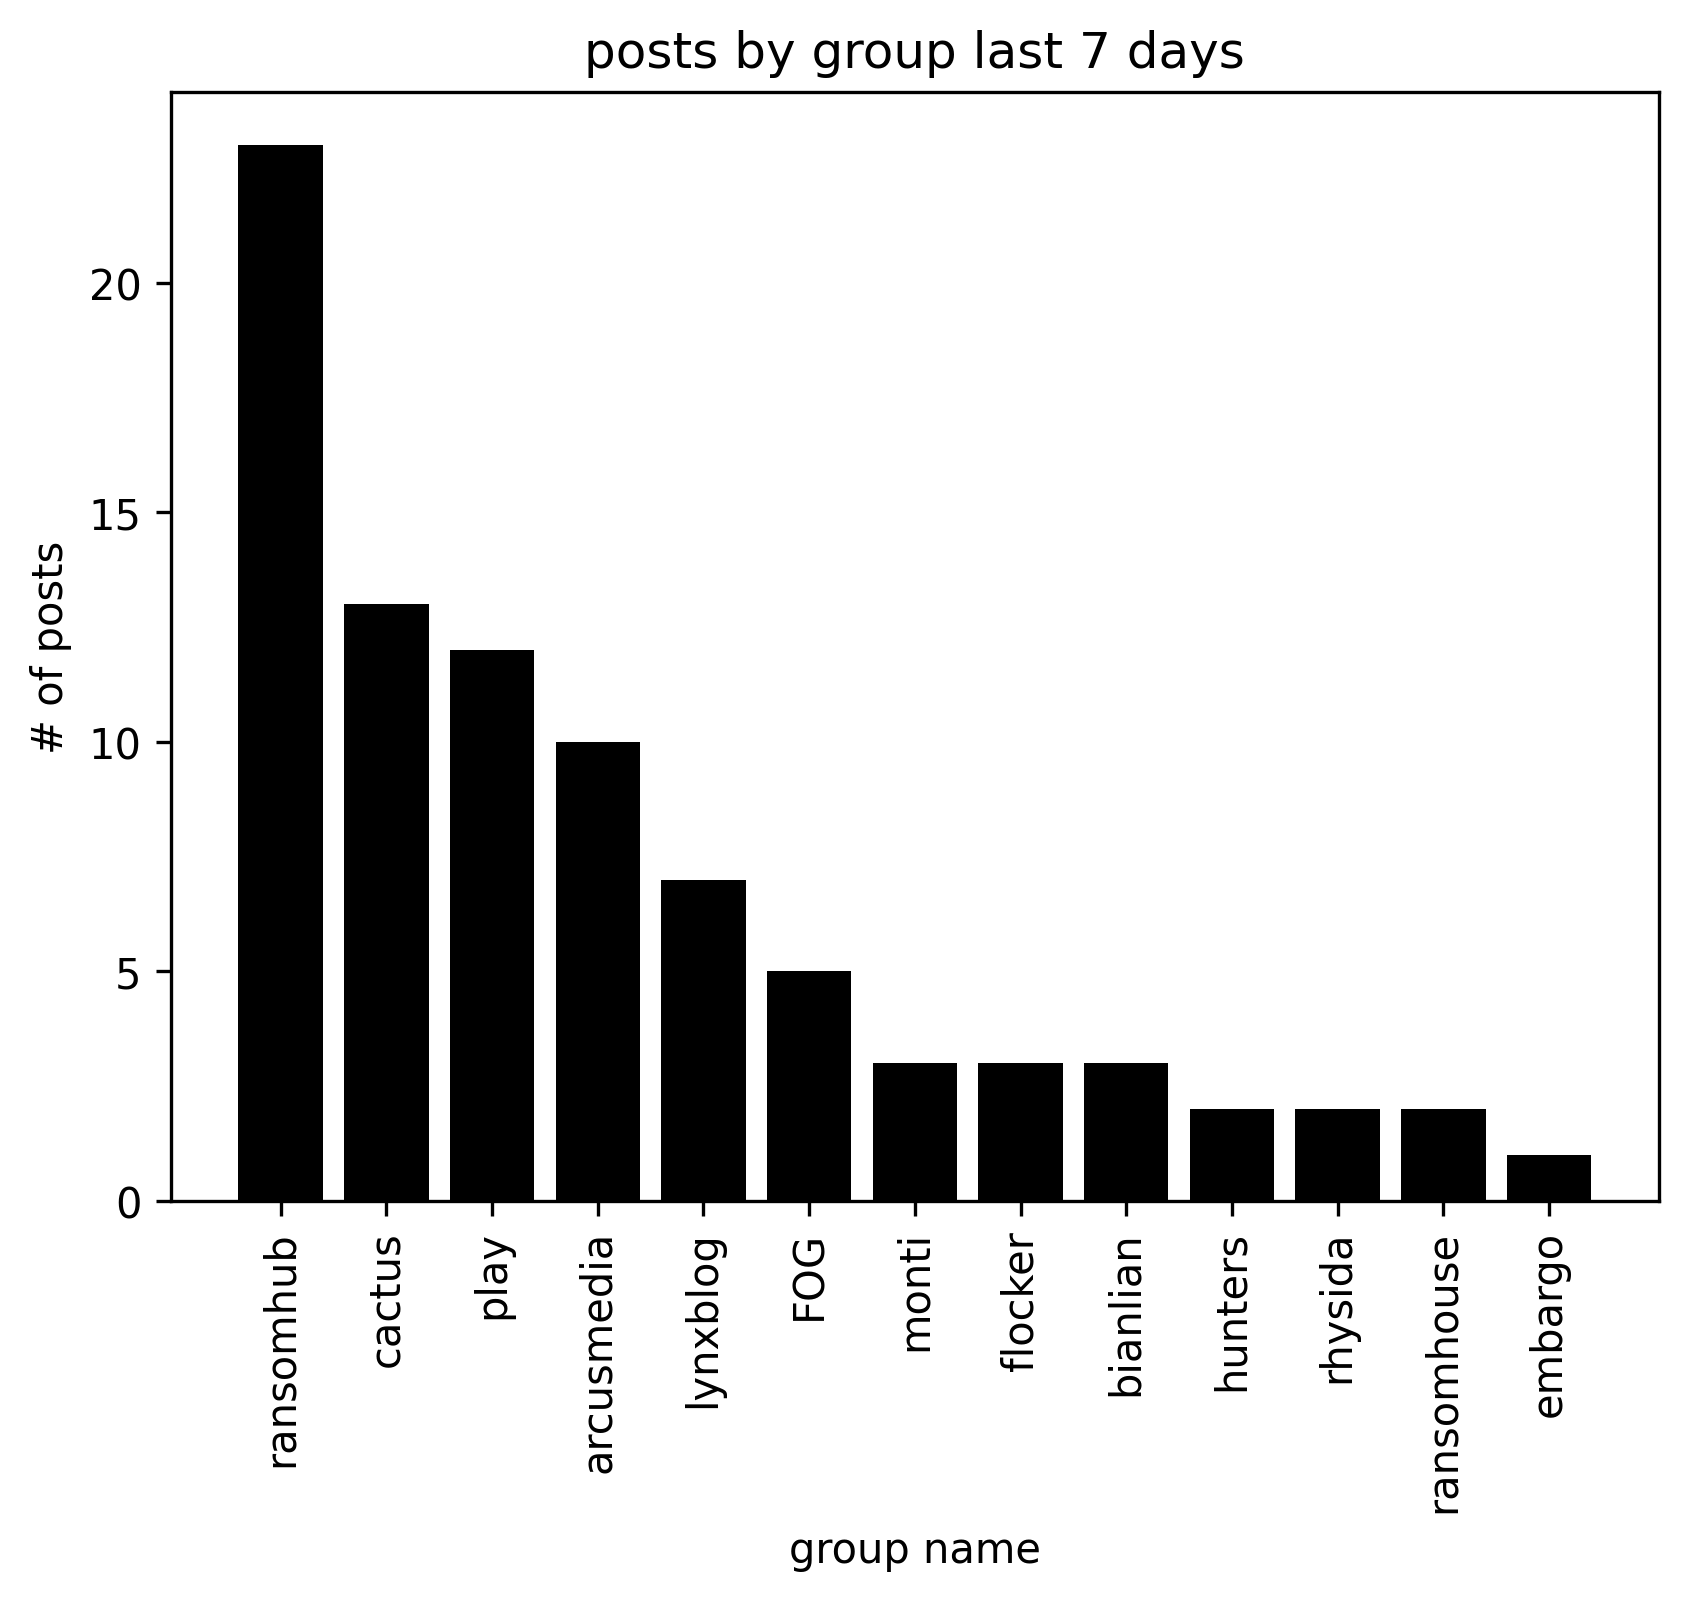 posts by group last 7 days
# of posts
20
15
10
5
0
ransomhub
cactus
play
arcusmedia
lynxblog
FOG
monti
flocker
bianlian
hunters
rhysida
ransomhouse
embargo
group name